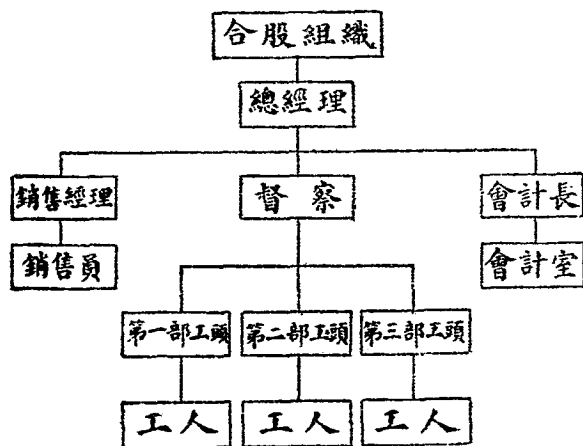 合股組織
總經理
銷售經理
督察
會計長
銷售員
會計室
第一部工頭
第二部工頭
第三部工頭
工人
工人
工人